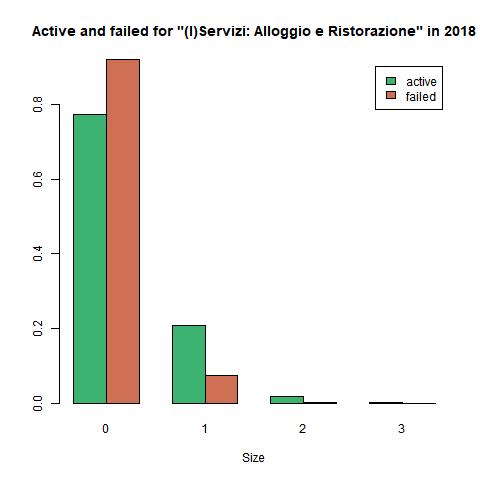 Active and failed for "(I)Servizi: Alloggio e Ristorazione" in 2018
active
failed
0.8
0.6
0.4
0.2
0.0
0 1 2 3
Size